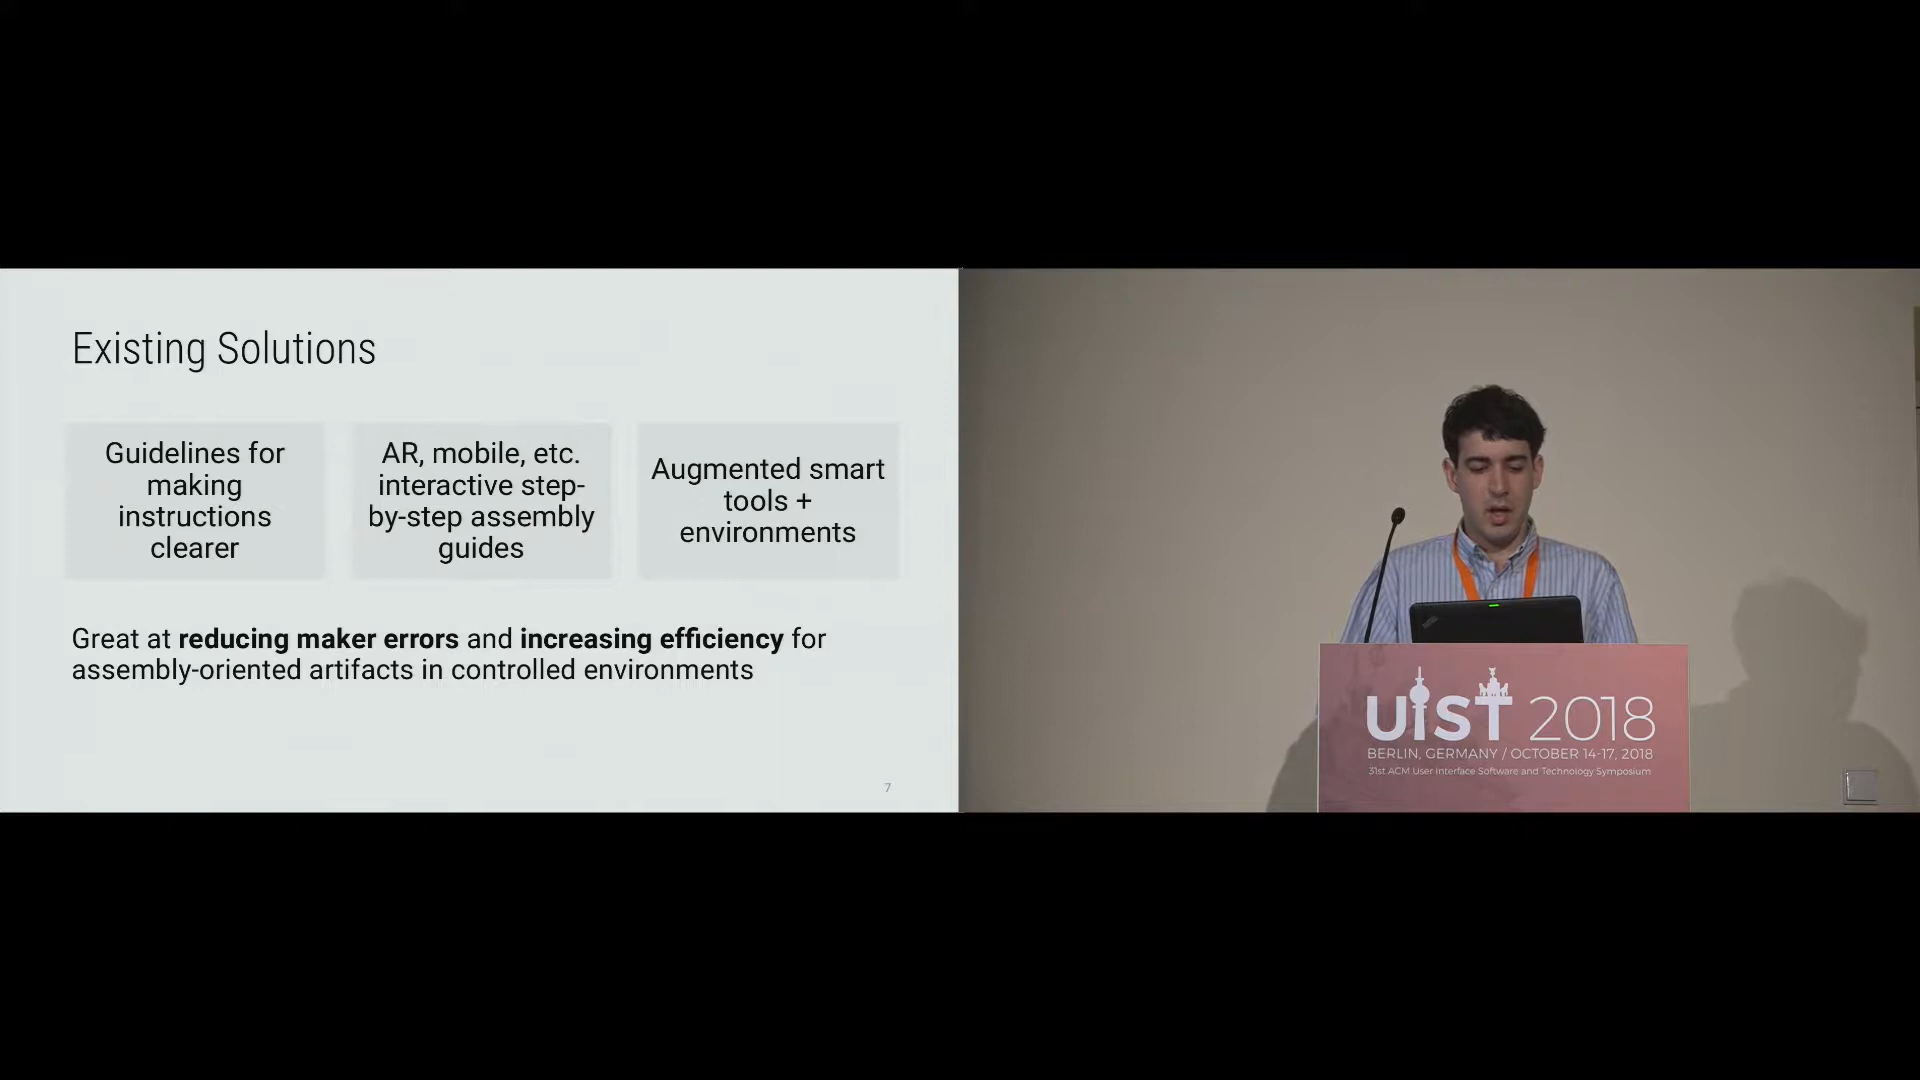 Existing Solutions
Guidelines for
making
instructions
clearer
AR, mobile, etc.
interactive step-
by-step assembly
guides
Augmented smart
tools +
environments
Great at reducing maker errors and increasing efficiency for
assembly-oriented artifacts in controlled environments
7
UIST 2018
BERLIN, GERMANY / OCTOBER 14-17, 2018
31st ACM User Interface Software and Technology Symposium